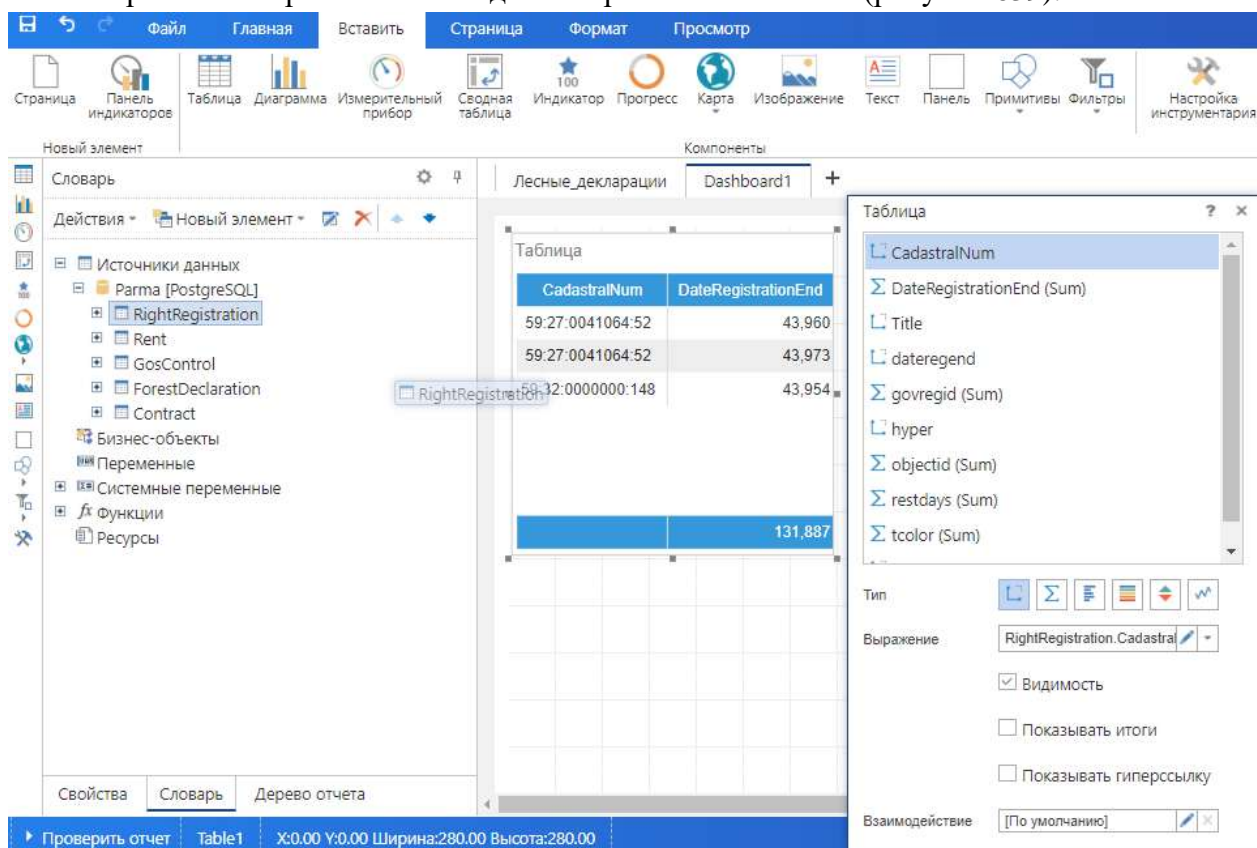 Файл Главная Вставить Страница Формат Просмотр
Страница
Панель индикаторов
Таблица
Диаграмма
Измерительный прибор
Сводная таблица
100
Индикатор
Прогресс
Карта
Изображение
Текст
Панель
Примитивы
Фильтры
Настройка инструментария
Новый элемент
Компоненты
Словарь
Действия
Новый элемент
Источники данных
Parma [PostgreSQL]
RightRegistration
Rent
GosControl
ForestDeclaration
Contract
Бизнес-объекты
Переменные
Системные переменные
fx Функции
Ресурсы
RightRegistration
Свойства Словарь Дерево отчета
Лесные_декларации Dashboard1 +
Таблица
CadastralNum DateRegistrationEnd
59:27:0041064:52 43,960
59:27:0041064:52 43,973
59:32:0000000:148 43,954
131,887
Таблица ? ×
CadastralNum
Σ DateRegistrationEnd (Sum)
Title
dateregend
Σ govregid (Sum)
hyper
Σ objectid (Sum)
Σ restdays (Sum)
Σ tcolor (Sum)
Тип
Выражение RightRegistration.Cadastral
Видимость
Показывать итоги
Показывать гиперссылку
Взаимодействие [По умолчанию]
Проверить отчет Table1 X:0.00 Y:0.00 Ширина:280.00 Высота:280.00